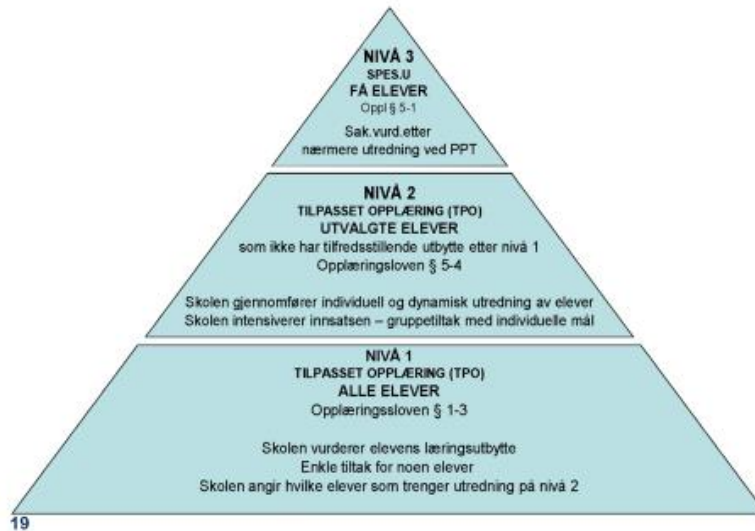 NIVÅ 3
SPES.U
FÅ ELEVER
Oppl § 5-1
Sak.vurd.etter
nærmere utredning ved PPT
NIVÅ 2
TILPASSET OPPLÆRING (TPO)
UTVALGTE ELEVER
som ikke har tilfredsstillende utbytte etter nivå 1
Opplæringsloven § 5-4
Skolen gjennomfører individuell og dynamisk utredning av elever
Skolen intensiverer innsatsen – gruppetiltak med individuelle mål
NIVÅ 1
TILPASSET OPPLÆRING (TPO)
ALLE ELEVER
Opplæringssloven § 1-3
Skolen vurderer elevens læringsutbytte
Enkle tiltak for noen elever
Skolen angir hvilke elever som trenger utredning på nivå 2
19